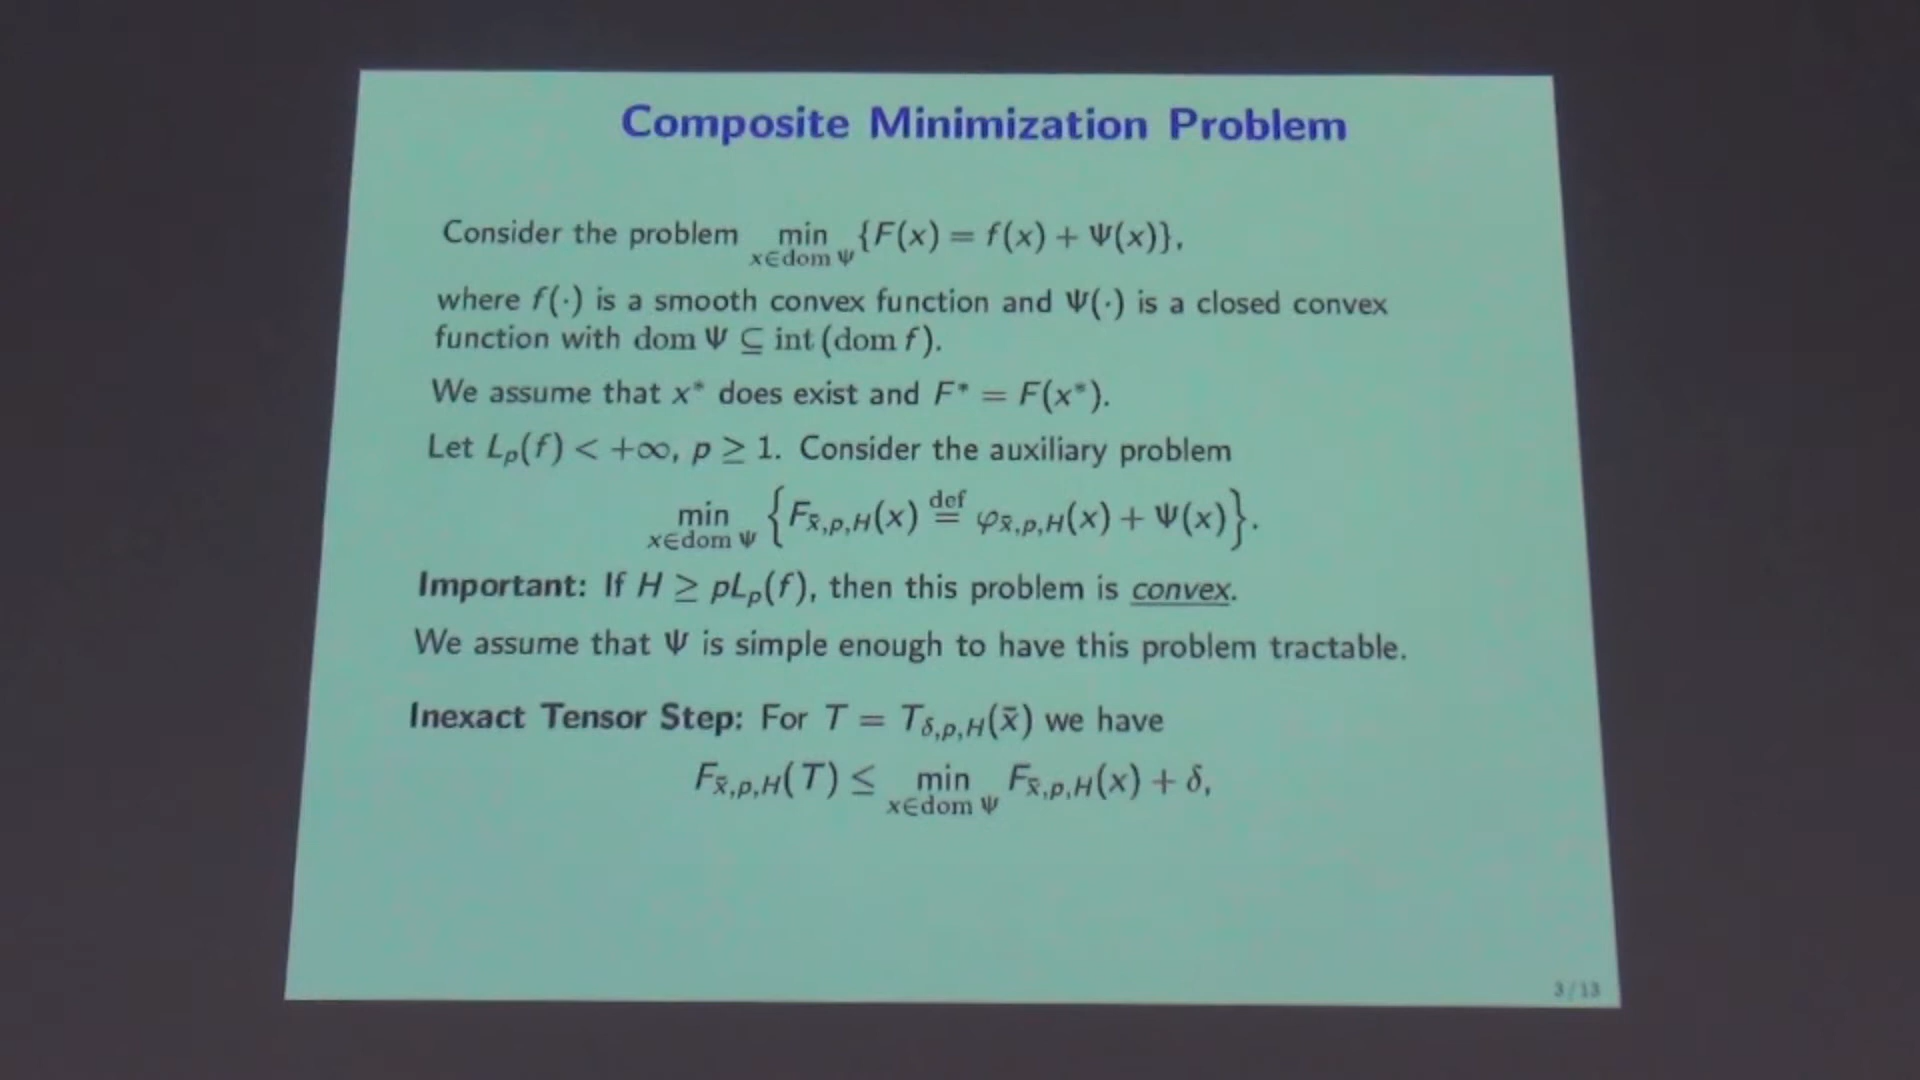 Composite Minimization Problem
Consider the problem min_{x∈dom Ψ} {F(x) = f(x) + Ψ(x)},
where f(·) is a smooth convex function and Ψ(·) is a closed convex
function with dom Ψ ⊆ int (dom f).
We assume that x* does exist and F* = F(x*).
Let L_p(f) < +∞, p ≥ 1. Consider the auxiliary problem
min_{x∈dom Ψ} {F_{x̄,p,H}(x) ≝ φ_{x̄,p,H}(x) + Ψ(x)}.
Important: If H ≥ pL_p(f), then this problem is convex.
We assume that Ψ is simple enough to have this problem tractable.
Inexact Tensor Step: For T = T_{δ,p,H}(x̄) we have
F_{x̄,p,H}(T) ≤ min_{x∈dom Ψ} F_{x̄,p,H}(x) + δ,
3 / 13